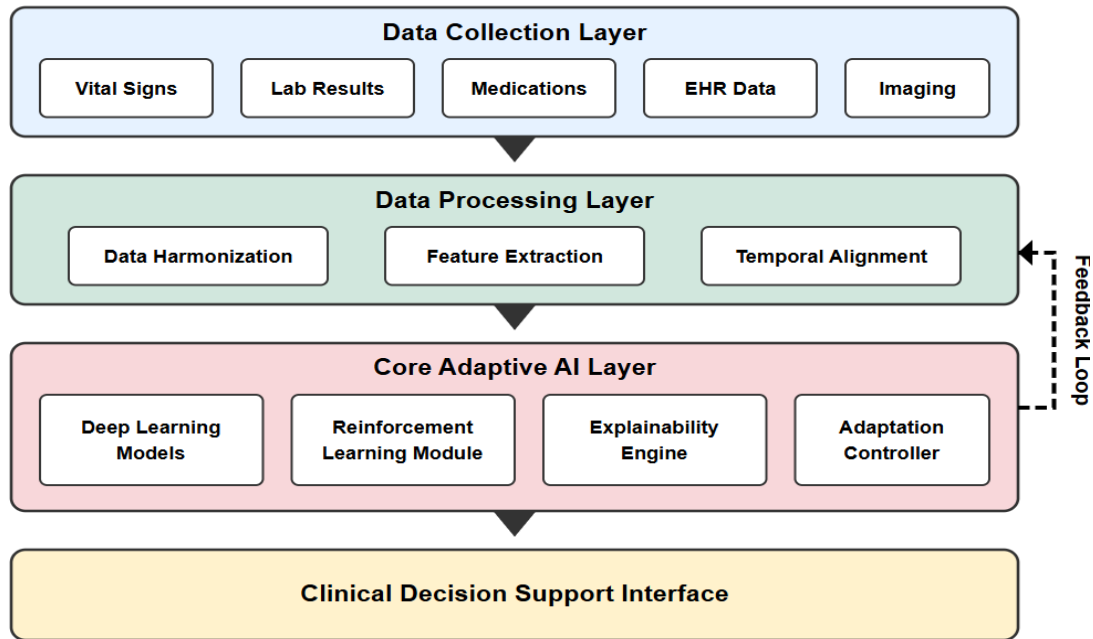 Data Collection Layer
Vital Signs
Lab Results
Medications
EHR Data
Imaging
Data Processing Layer
Data Harmonization
Feature Extraction
Temporal Alignment
Feedback Loop
Core Adaptive AI Layer
Deep Learning
Models
Reinforcement
Learning Module
Explainability
Engine
Adaptation
Controller
Clinical Decision Support Interface